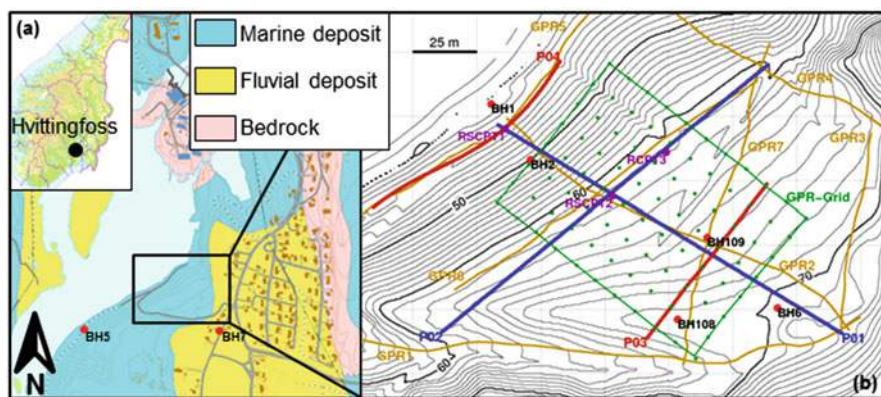 (a)
Marine deposit
Fluvial deposit
Bedrock
Hvittingfoss
BH5
BH7
N
25 m
GPR5
P04
(b)
GPR4
BH1
RSCPT1
BH2
RCPT3
GPR7
GPR3
60
50
RSCPT2
GPR-Grid
BH109
GPR6
GPR2
70
BH6
BH108
P02
P03
P01
GPR1
60